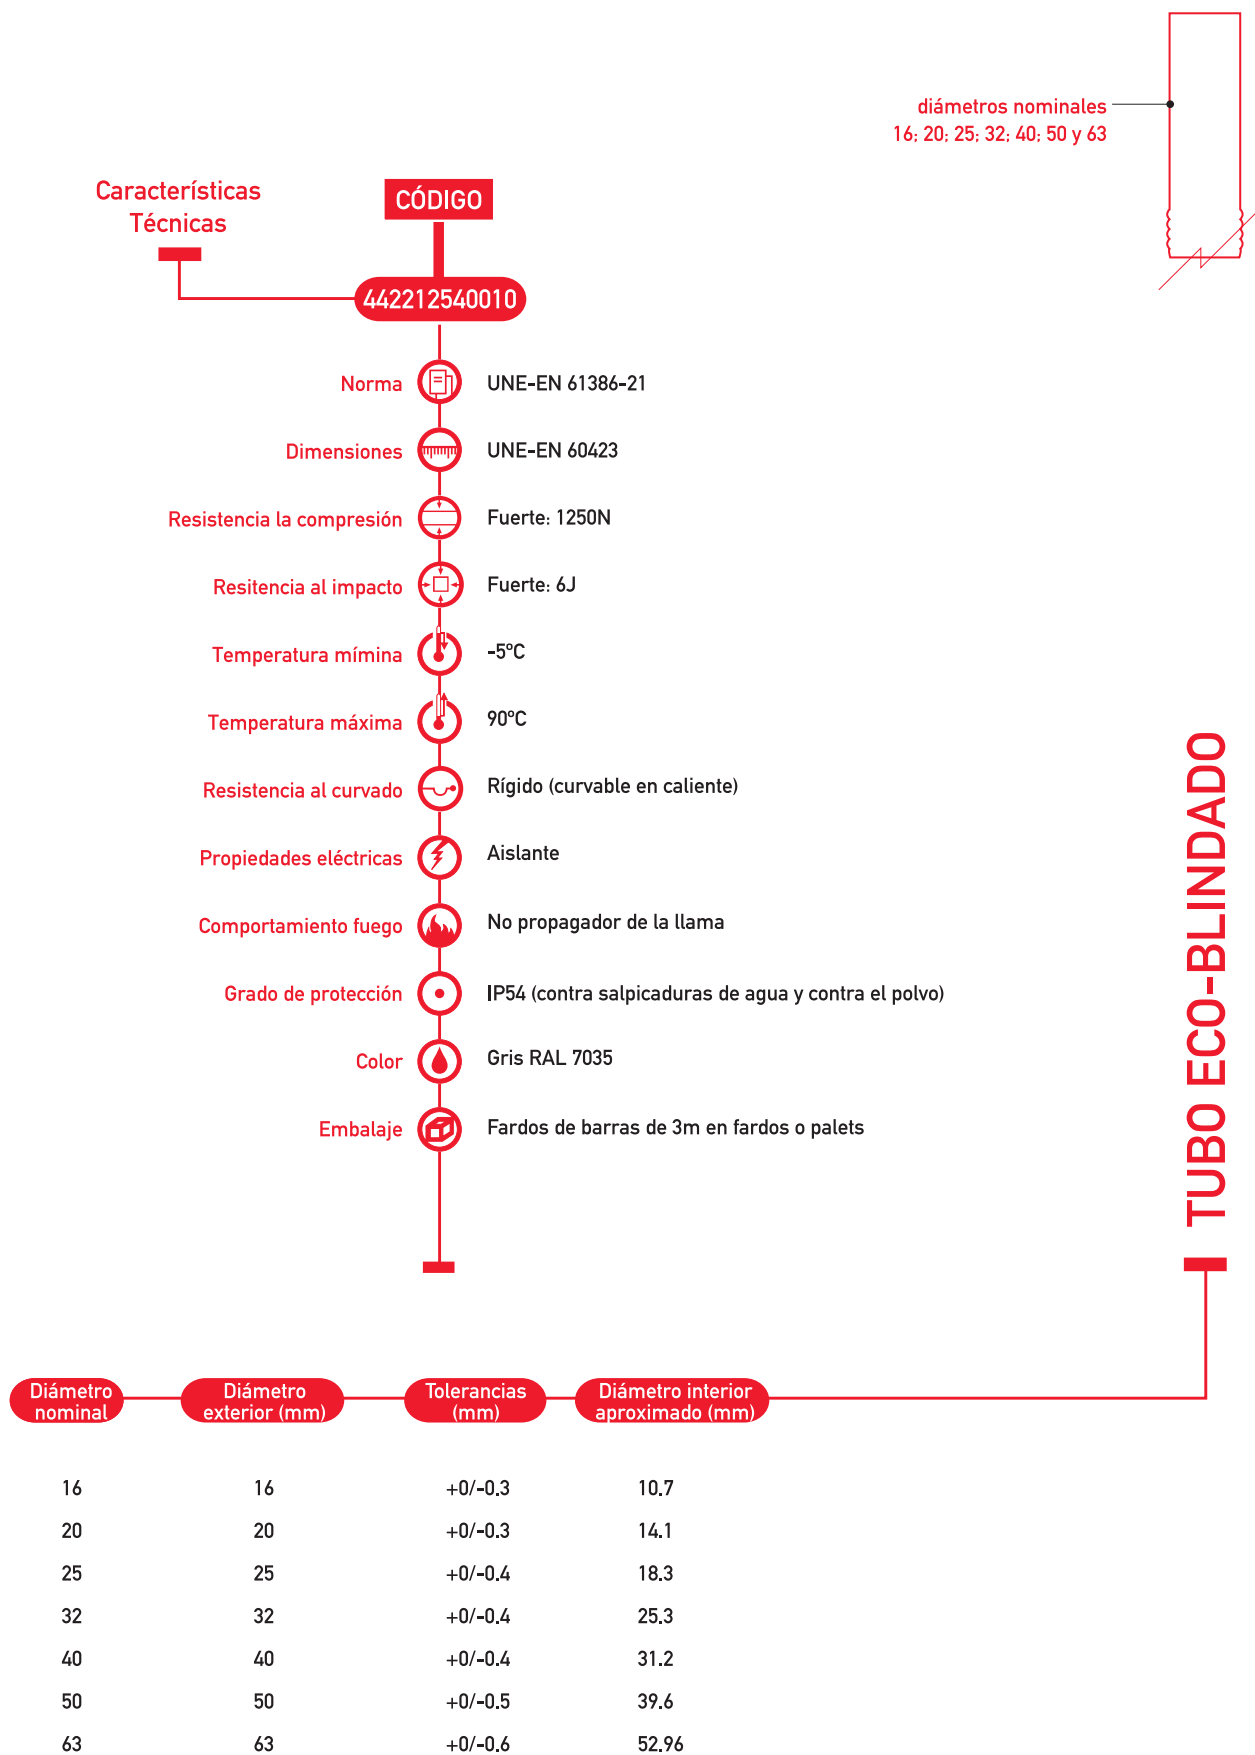 diámetros nominales
16; 20; 25; 32; 40; 50 y 63
Características
Técnicas
CÓDIGO
442212540010
Norma UNE-EN 61386-21
Dimensiones UNE-EN 60423
Resistencia la compresión Fuerte: 1250N
Resitencia al impacto Fuerte: 6J
Temperatura mímina -5ºC
Temperatura máxima 90ºC
Resistencia al curvado Rígido (curvable en caliente)
Propiedades eléctricas Aislante
Comportamiento fuego No propagador de la llama
Grado de protección IP54 (contra salpicaduras de agua y contra el polvo)
Color Gris RAL 7035
Embalaje Fardos de barras de 3m en fardos o palets
TUBO ECO-BLINDADO
Diámetro nominal Diámetro exterior (mm) Tolerancias (mm) Diámetro interior aproximado (mm)
16 16 +0/-0.3 10.7
20 20 +0/-0.3 14.1
25 25 +0/-0.4 18.3
32 32 +0/-0.4 25.3
40 40 +0/-0.4 31.2
50 50 +0/-0.5 39.6
63 63 +0/-0.6 52.96